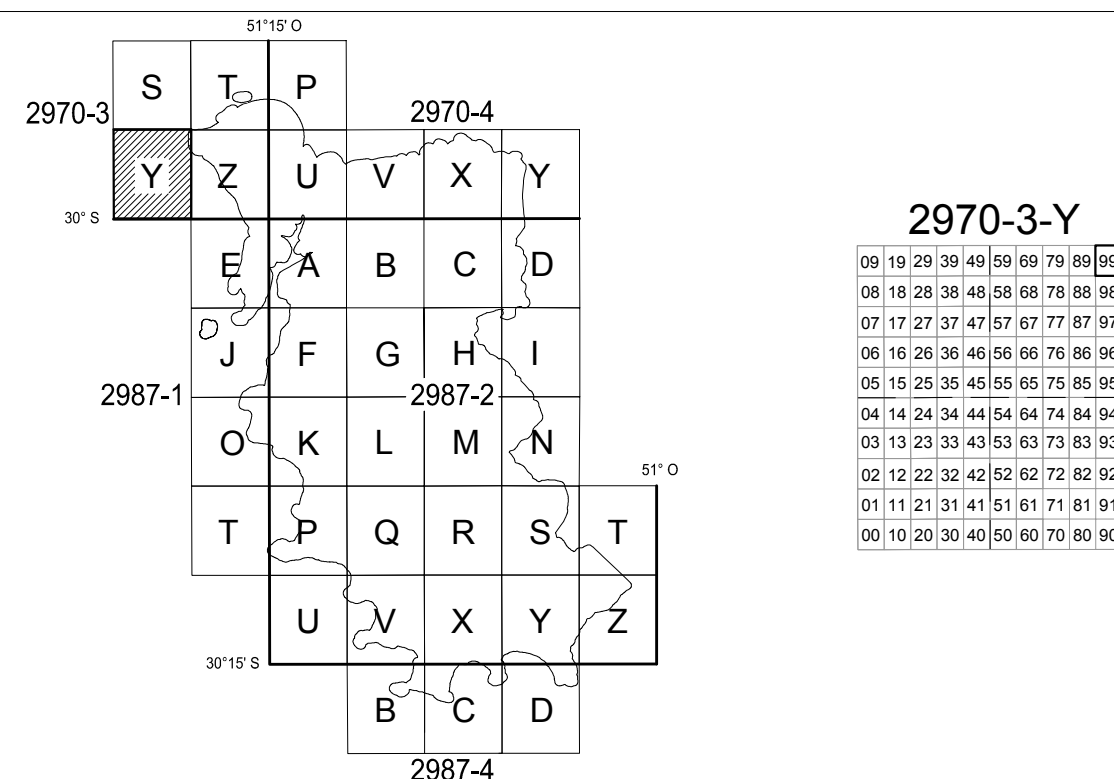 51°15' O
S T P
2970-3 2970-4
Y Z U V X Y
30° S
2970-3-Y
E A B C D
09 19 29 39 49 59 69 79 89 99
08 18 28 38 48 58 68 78 88 98
07 17 27 37 47 57 67 77 87 97
06 16 26 36 46 56 66 76 86 96
05 15 25 35 45 55 65 75 85 95
04 14 24 34 44 54 64 74 84 94
03 13 23 33 43 53 63 73 83 93
02 12 22 32 42 52 62 72 82 92
01 11 21 31 41 51 61 71 81 91
00 10 20 30 40 50 60 70 80 90
J F G H I
2987-1 2987-2
O K L M N
51° O
T P Q R S T
U V X Y Z
30°15' S
B C D
2987-4